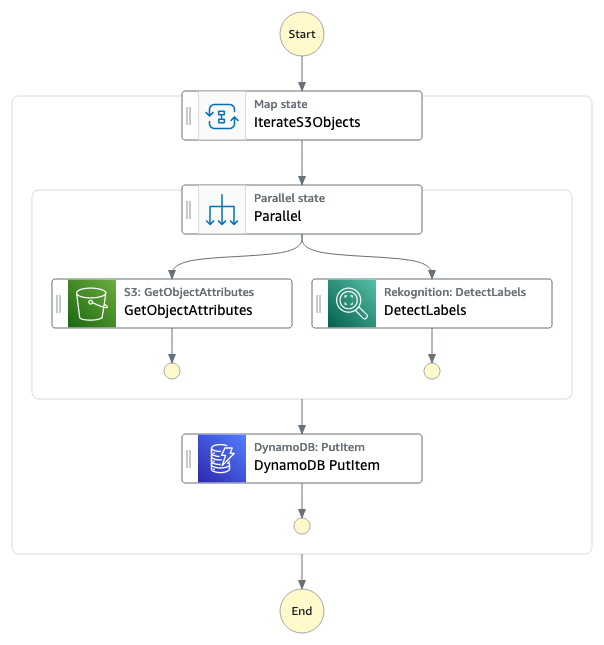 Start
Map state
IterateS3Objects
Parallel state
Parallel
S3: GetObjectAttributes
GetObjectAttributes
Rekognition: DetectLabels
DetectLabels
DynamoDB: PutItem
DynamoDB PutItem
End